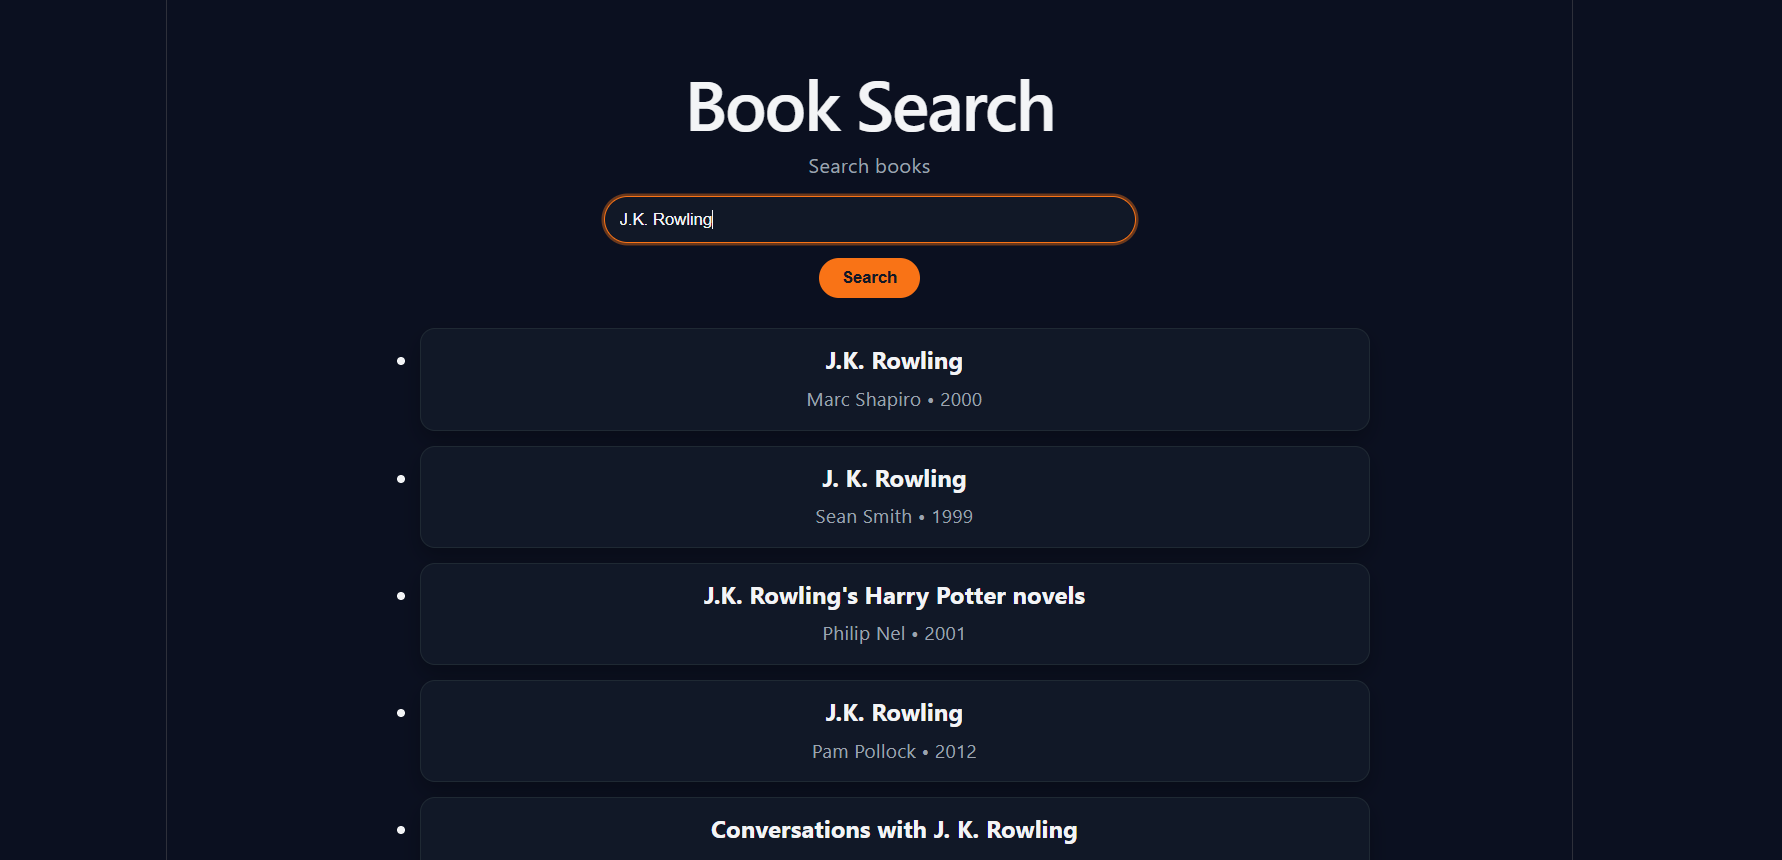 Book Search
Search books
J.K. Rowling
Search
J.K. Rowling
Marc Shapiro • 2000
J. K. Rowling
Sean Smith • 1999
J.K. Rowling's Harry Potter novels
Philip Nel • 2001
J.K. Rowling
Pam Pollock • 2012
Conversations with J. K. Rowling